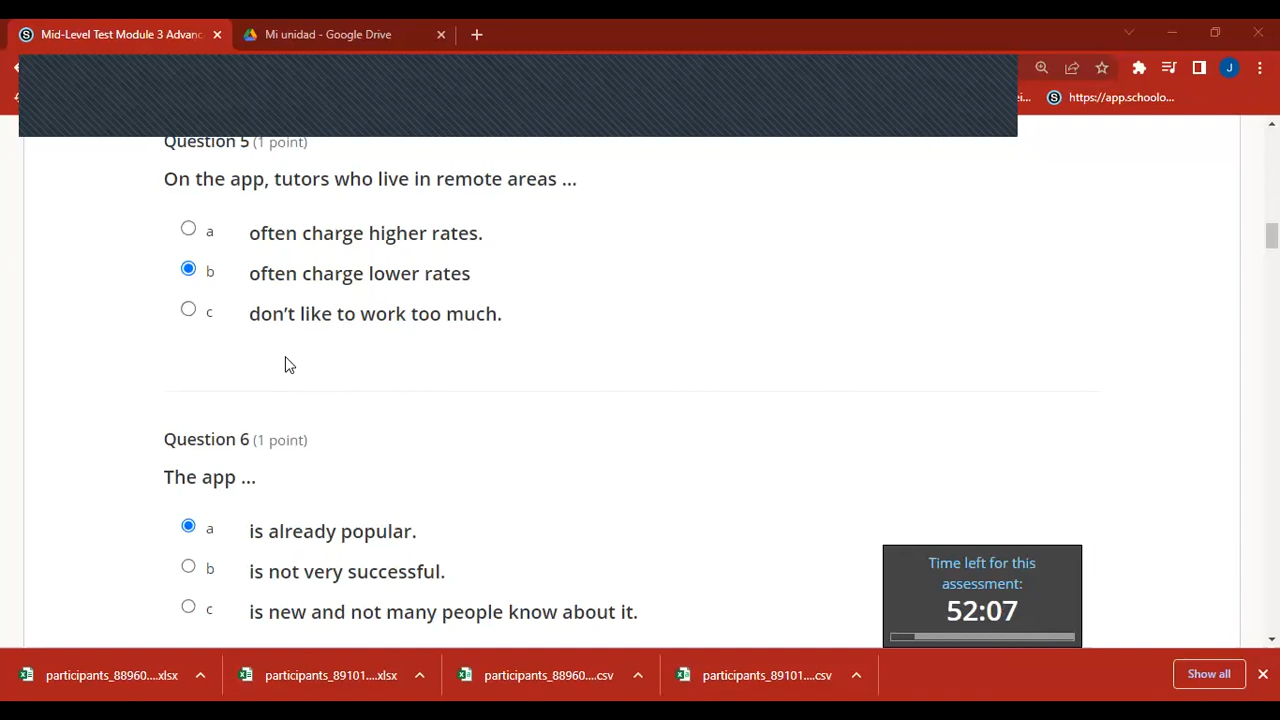 Mid-Level Test Module 3 Advanc
Mi unidad - Google Drive
J
ei...
https://app.schoolo...
Question 5 (1 point)
On the app, tutors who live in remote areas ...
a often charge higher rates.
b often charge lower rates
c don't like to work too much.
Question 6 (1 point)
The app ...
a is already popular.
b is not very successful.
c is new and not many people know about it.
Time left for this
assessment:
52:07
participants_88960....xlsx
participants_89101....xlsx
participants_88960....csv
participants_89101....csv
Show all